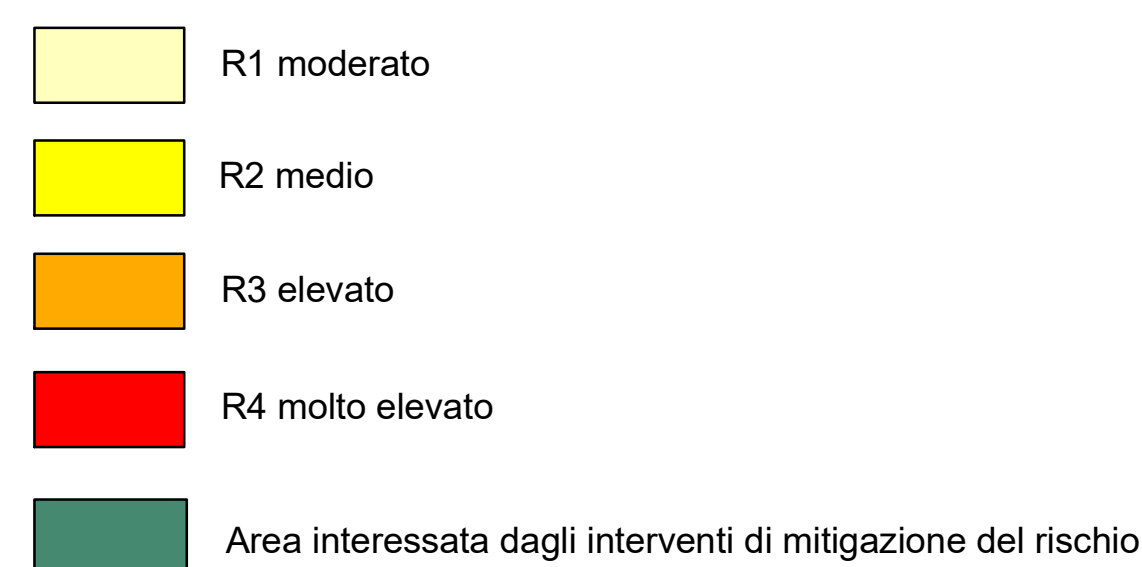 R1 moderato
R2 medio
R3 elevato
R4 molto elevato
Area interessata dagli interventi di mitigazione del rischio